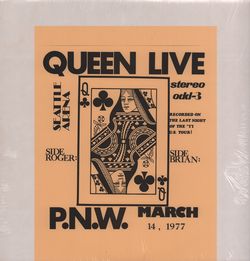 QUEEN LIVE
SEATTLE
ARENA
stereo
odd-3
RECORDED ON
THE LAST NIGHT
OF THE '77
U.S TOUR!
Q
SIDE
ROGER:
SIDE
BRIAN:
Q
P.N.W. MARCH
14, 1977